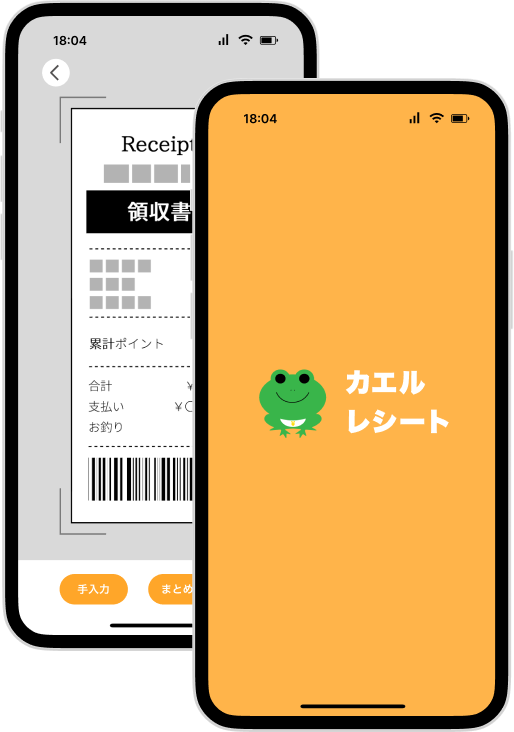 18:04
Receipt
領収書
累計ポイント
合計
¥
支払い
¥〇
お釣り
手入力
まとめ
18:04
カエル
レシート